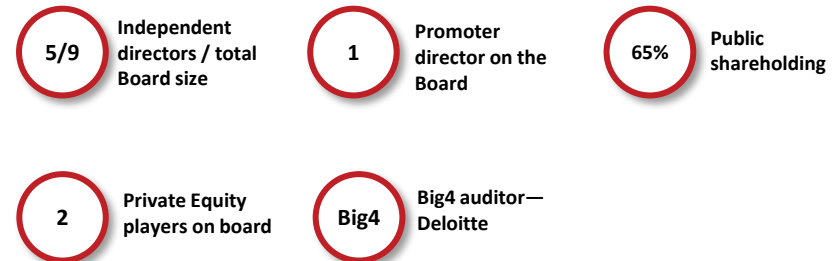 5/9
Independent
directors / total
Board size
1
Promoter
director on the
Board
65%
Public
shareholding
2
Private Equity
players on board
Big4
Big4 auditor—
Deloitte